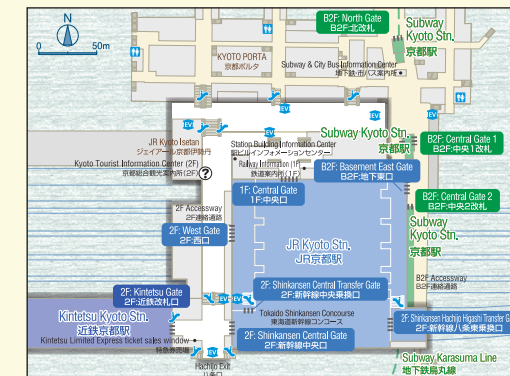 N
0
50m
B2F: North Gate
B2F:北改札
Subway
Kyoto Stn.
京都駅
KYOTO PORTA
京都ポルタ
Subway & City Bus Information Center
地下鉄・市バス案内所
EV
EV
EV
EV
JR Kyoto Isetan
ジェイアール京都伊勢丹
Station Building Information Center
駅ビルインフォメーションセンター
Subway Kyoto Stn.
京都駅
B2F: Central Gate 1
B2F:中央1改札
Kyoto Tourist Information Center (2F)
京都総合観光案内所(2F)
?
Railway Information (1F)
鉄道案内所(1F)
B2F: Basement East Gate
B2F:地下東口
1F: Central Gate
1F:中央口
B2F: Central Gate 2
B2F:中央2改札
2F Accessway
2F連絡通路
Subway
Kyoto Stn.
京都駅
2F: West Gate
2F:西口
JR Kyoto Stn.
JR京都駅
B2F Accessway
B2F連絡通路
2F: Kintetsu Gate
2F:近鉄改札口
2F: Shinkansen Central Transfer Gate
2F:新幹線中央乗換口
EV
EV
Kintetsu Kyoto Stn.
近鉄京都駅
Tokaido Shinkansen Concourse
東海道新幹線コンコース
2F: Shinkansen Hachijo Higashi Transfer Gate
2F:新幹線八条東乗換口
Kintetsu Limited Express ticket sales window
特急券売場
2F: Shinkansen Central Gate
2F:新幹線中央口
EV
Hachijo Exit
八条口
Subway Karasuma Line
地下鉄烏丸線